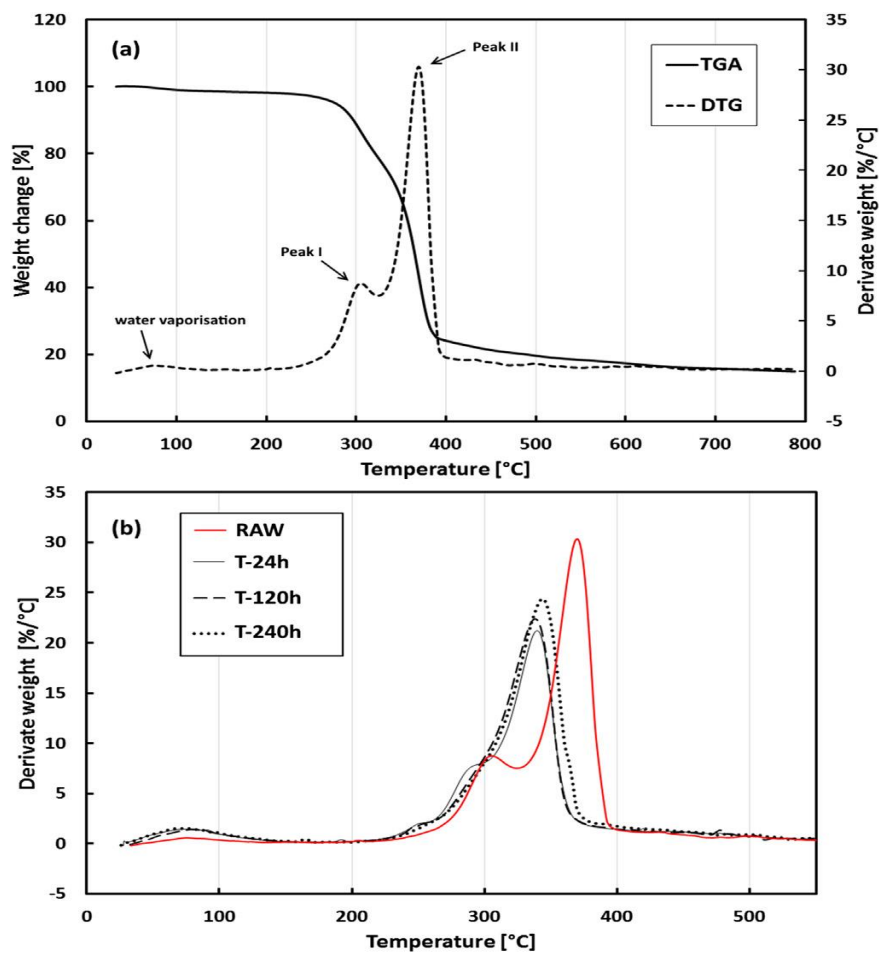 (a)
Peak II
TGA
DTG
Peak I
water vaporisation
120
100
80
60
40
20
0
Weight change [%]
35
30
25
20
15
10
5
0
-5
Derivate weight [%/°C]
0 100 200 300 400 500 600 700 800
Temperature [°C]
(b)
RAW
T-24h
T-120h
T-240h
35
30
25
20
15
10
5
0
-5
Derivate weight [%/°C]
0 100 200 300 400 500
Temperature [°C]